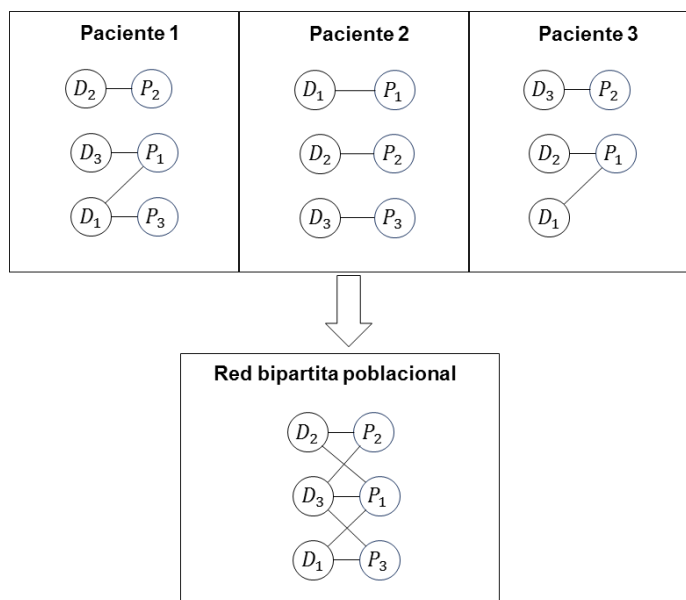 Paciente 1
D₂ P₂
D₃ P₁
D₁ P₃
Paciente 2
D₁ P₁
D₂ P₂
D₃ P₃
Paciente 3
D₃ P₂
D₂ P₁
D₁
Red bipartita poblacional
D₂ P₂
D₃ P₁
D₁ P₃